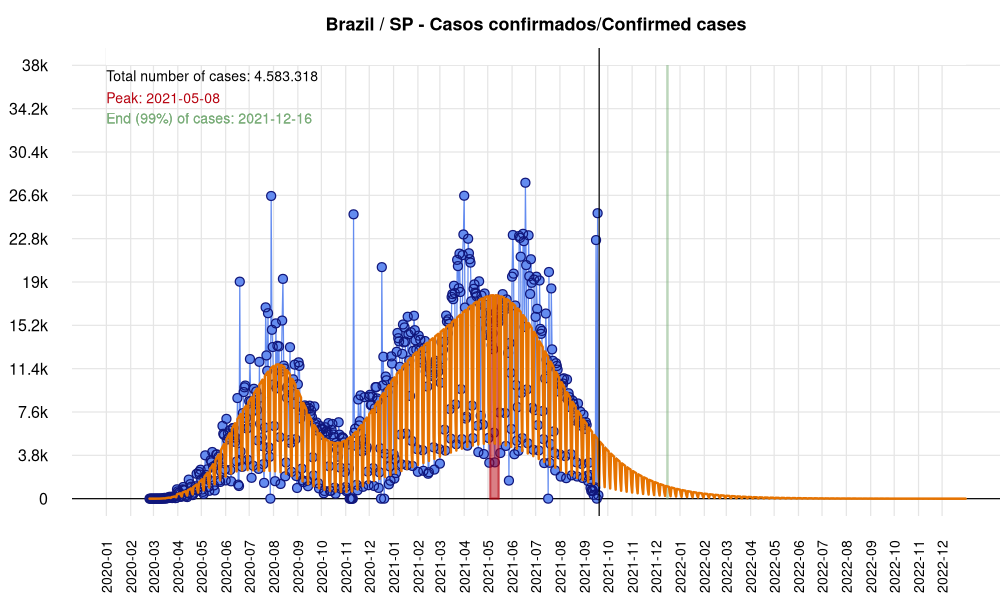 Brazil / SP - Casos confirmados/Confirmed cases
38k
Total number of cases: 4.583.318
Peak: 2021-05-08
34.2k
End (99%) of cases: 2021-12-16
30.4k
26.6k
22.8k
19k
15.2k
11.4k
7.6k
3.8k
0
2020-01
2020-02
2020-03
2020-04
2020-05
2020-06
2020-07
2020-08
2020-09
2020-10
2020-11
2020-12
2021-01
2021-02
2021-03
2021-04
2021-05
2021-06
2021-07
2021-08
2021-09
2021-10
2021-11
2021-12
2022-01
2022-02
2022-03
2022-04
2022-05
2022-06
2022-07
2022-08
2022-09
2022-10
2022-11
2022-12